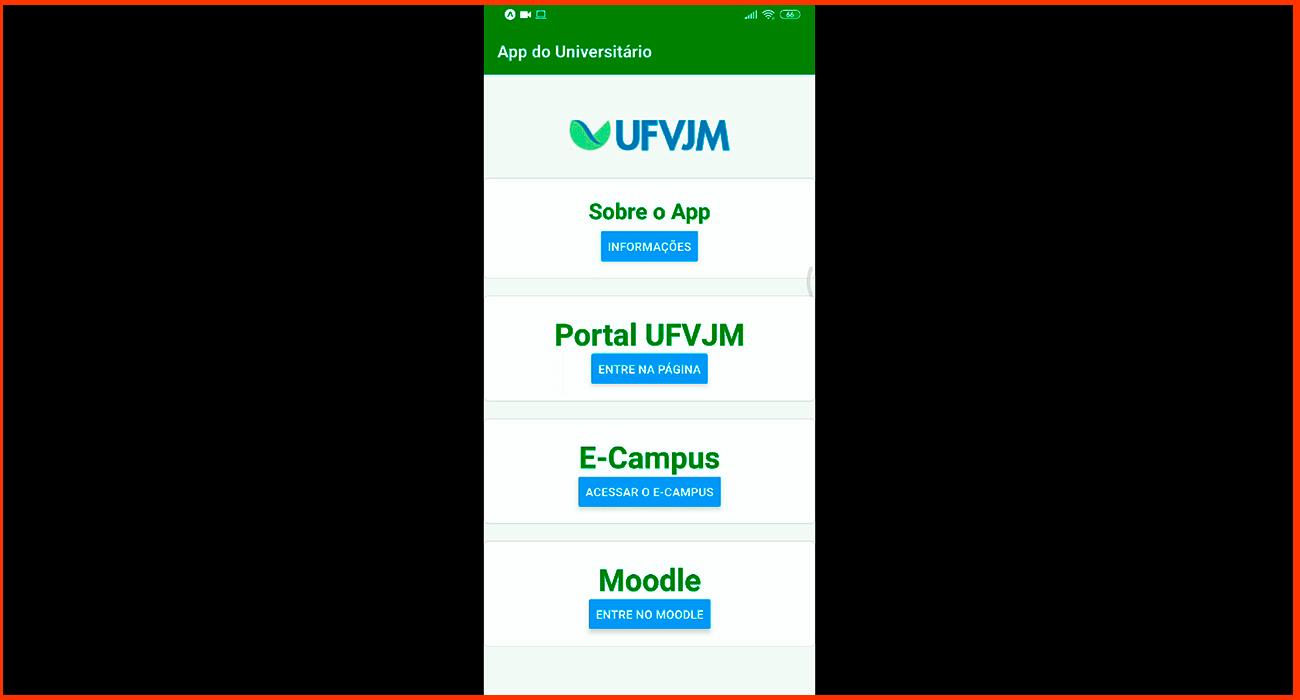 66
App do Universitário
UFVJM
Sobre o App
INFORMAÇÕES
Portal UFVJM
ENTRE NA PÁGINA
E-Campus
ACESSAR O E-CAMPUS
Moodle
ENTRE NO MOODLE